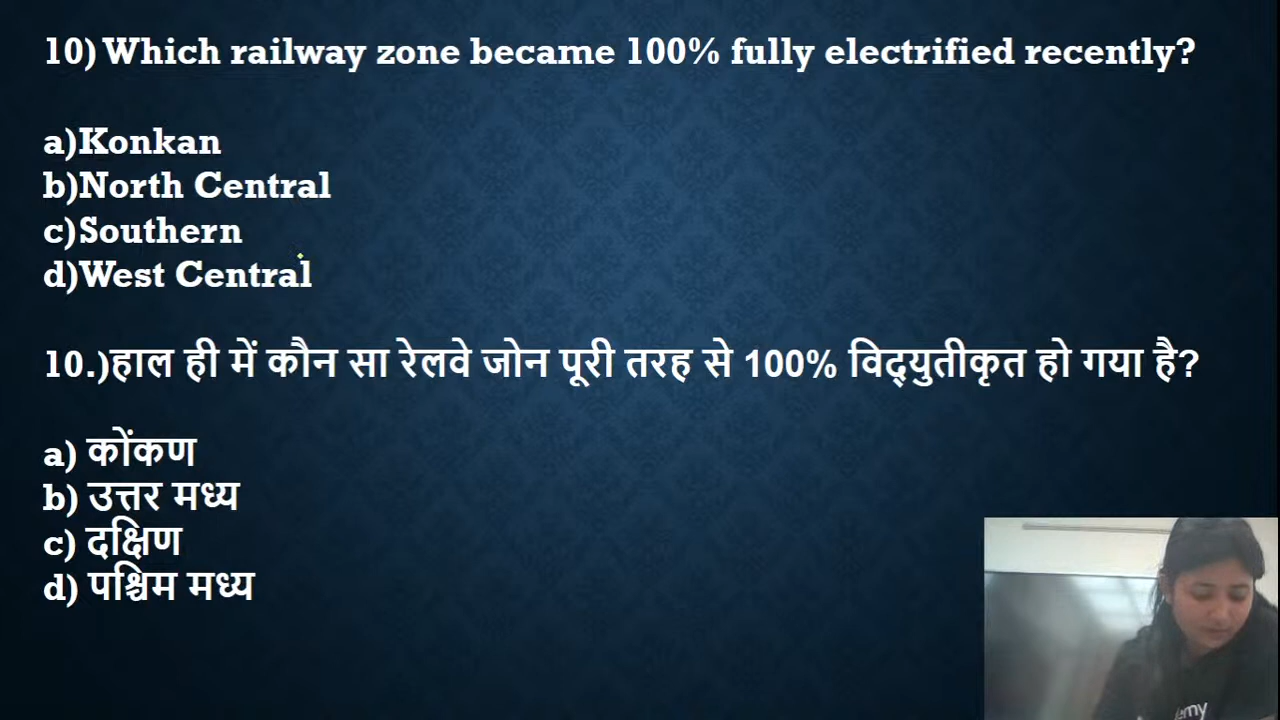 10) Which railway zone became 100% fully electrified recently?
a)Konkan
b)North Central
c)Southern
d)West Central
10.)हाल ही में कौन सा रेलवे जोन पूरी तरह से 100% विद्युतीकृत हो गया है?
a) कोंकण
b) उत्तर मध्य
c) दक्षिण
d) पश्चिम मध्य